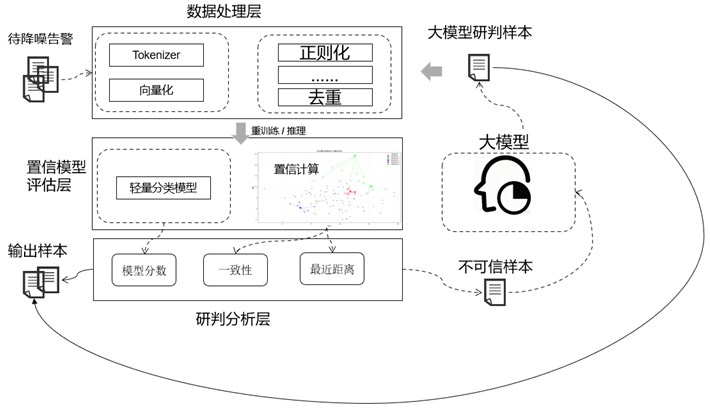 数据处理层
待降噪告警
Tokenizer
向量化
正则化
......
去重
大模型研判样本
重训练 / 推理
置信模型
评估层
轻量分类模型
置信计算
大模型
输出样本
模型分数
一致性
最近距离
不可信样本
研判分析层